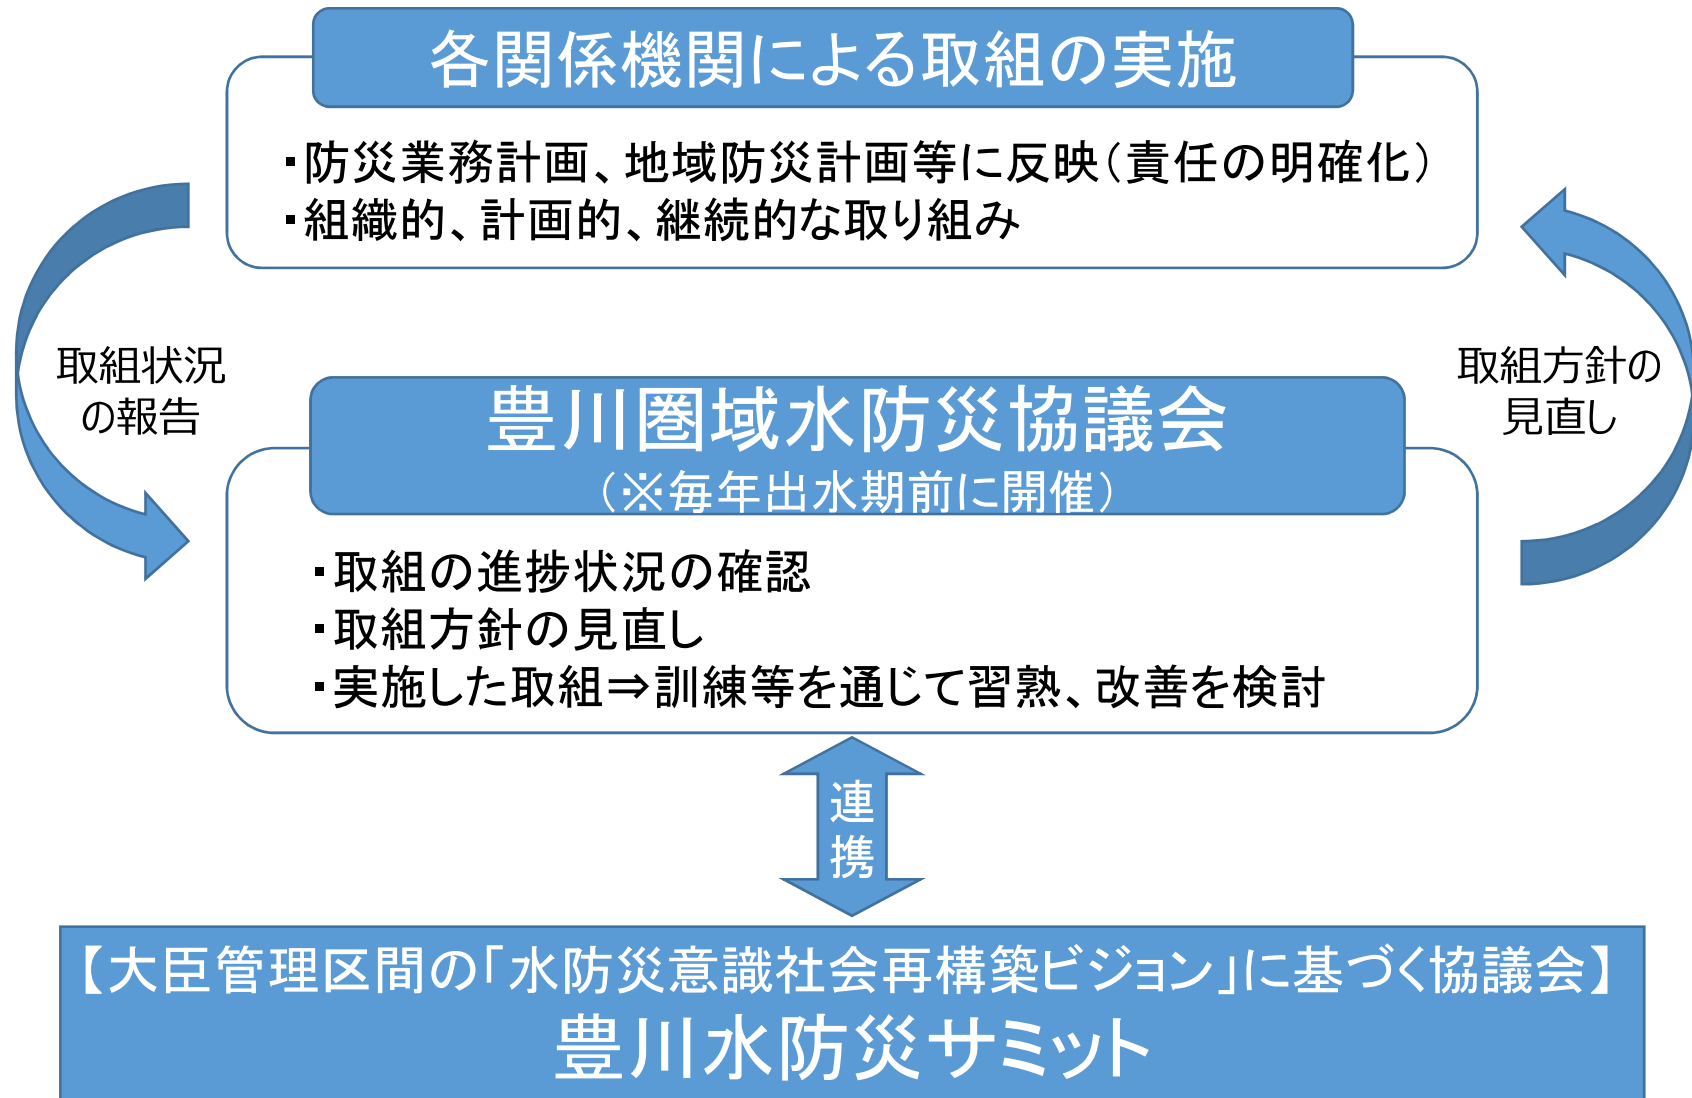 各関係機関による取組の実施
・防災業務計画、地域防災計画等に反映（責任の明確化）
・組織的、計画的、継続的な取り組み
取組状況
の報告
取組方針の
見直し
豊川圏域水防災協議会
（※毎年出水期前に開催）
・取組の進捗状況の確認
・取組方針の見直し
・実施した取組⇒訓練等を通じて習熟、改善を検討
連
携
【大臣管理区間の「水防災意識社会再構築ビジョン」に基づく協議会】
豊川水防災サミット